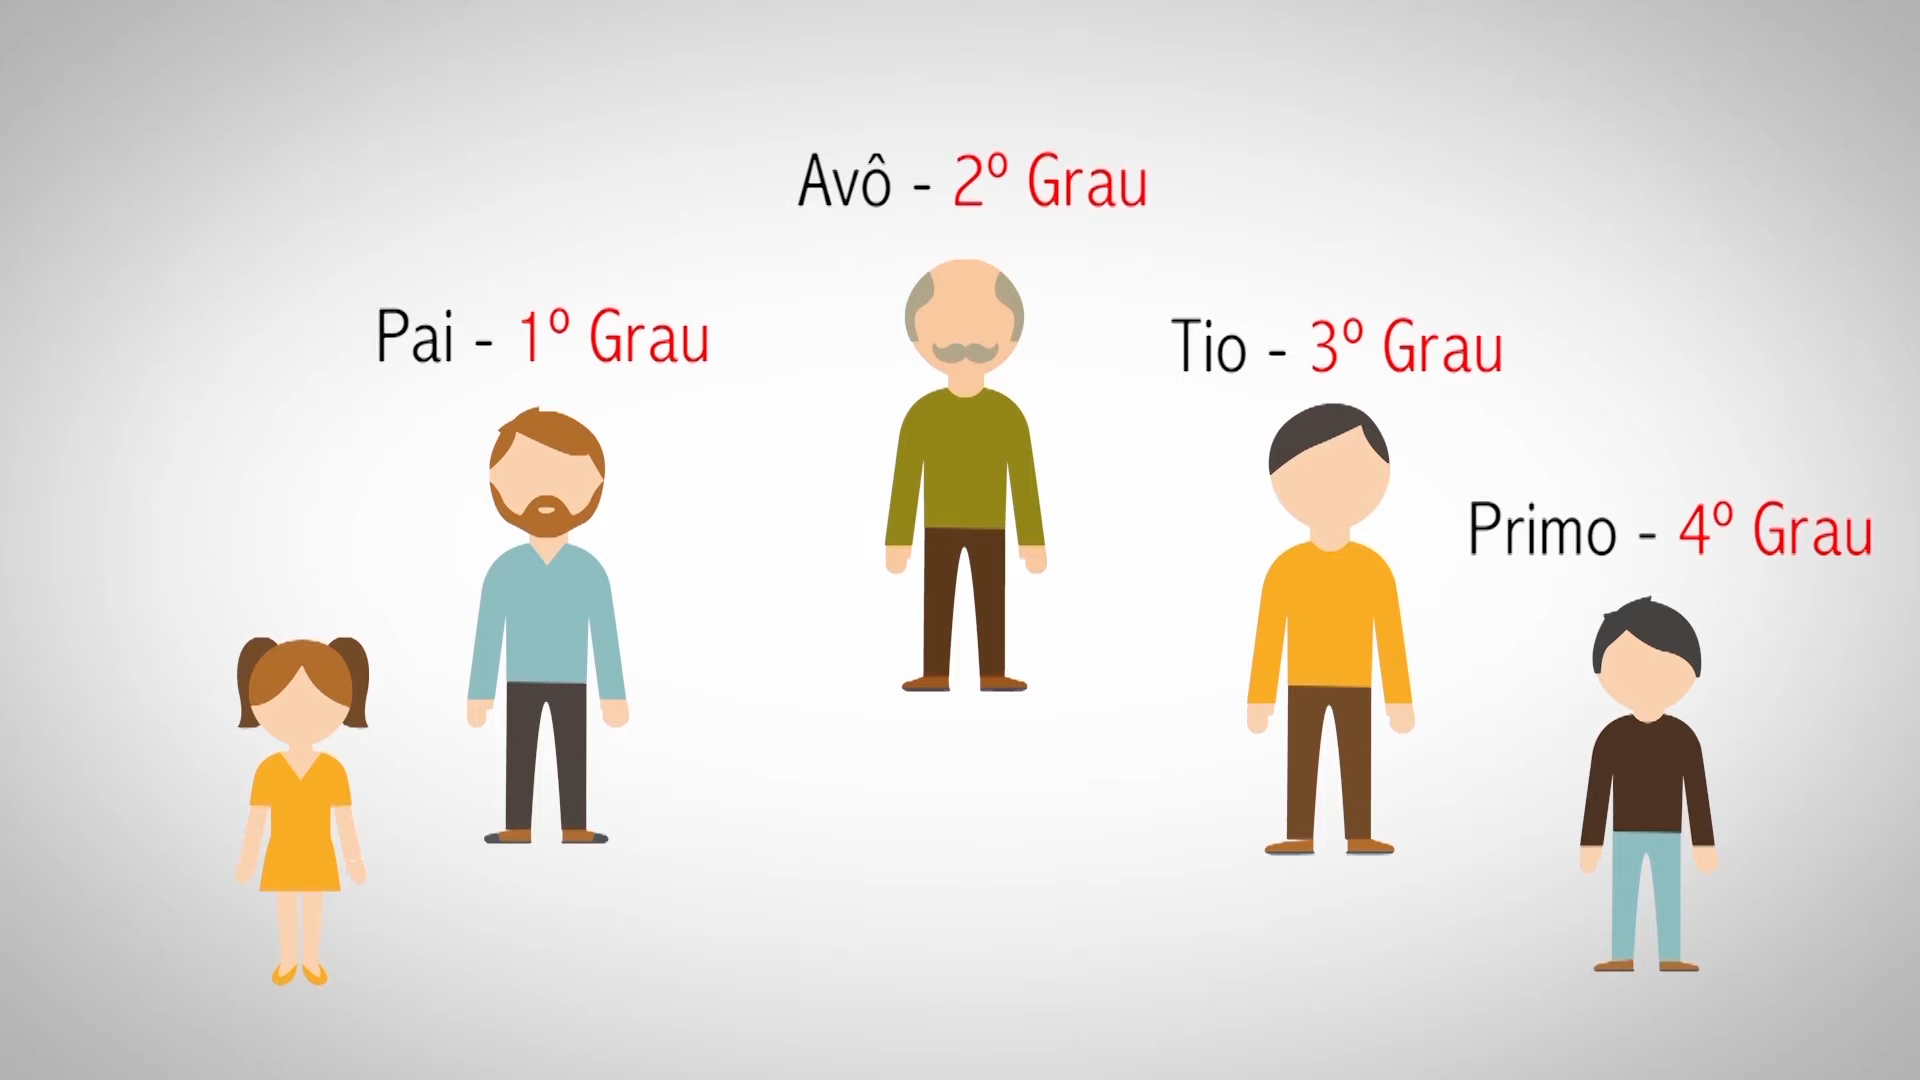 Avô - 2º Grau
Pai - 1º Grau
Tio - 3º Grau
Primo - 4º Grau